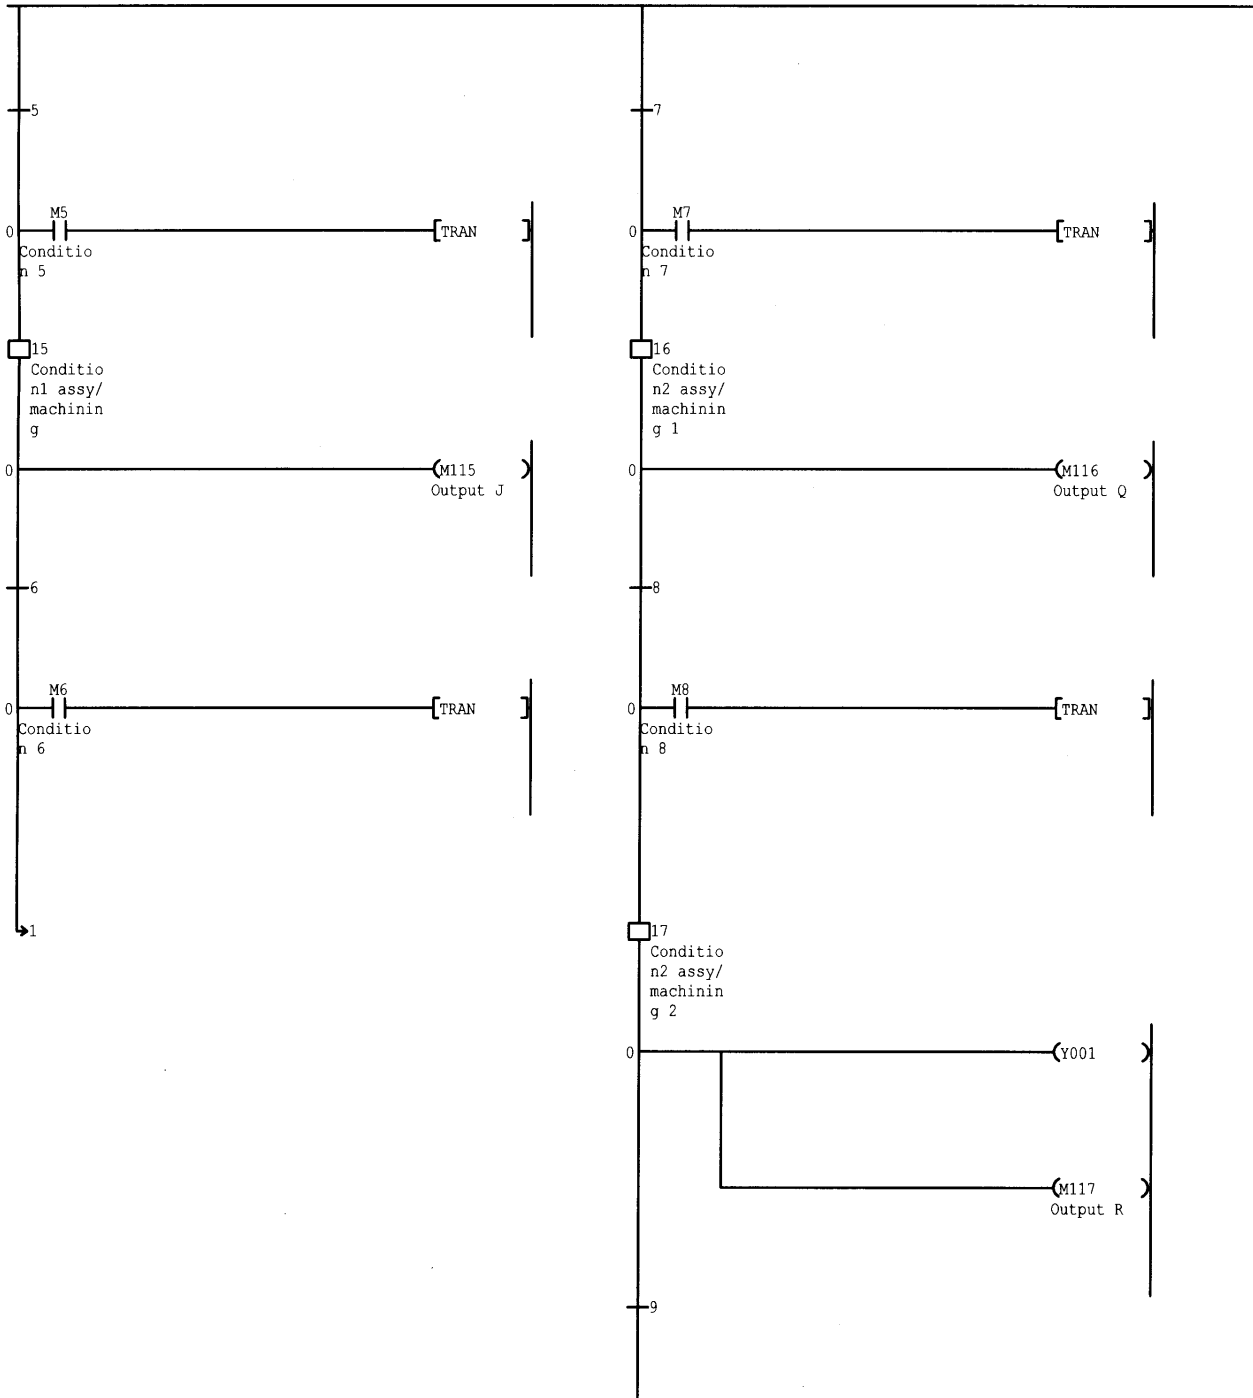 5
M5
0
TRAN
Conditio
n 5
15
Conditio
n1 assy/
machinin
g
0
M115
Output J
6
M6
0
TRAN
Conditio
n 6
1
7
M7
0
TRAN
Conditio
n 7
16
Conditio
n2 assy/
machinin
g 1
0
M116
Output Q
8
M8
0
TRAN
Conditio
n 8
17
Conditio
n2 assy/
machinin
g 2
0
Y001
M117
Output R
9